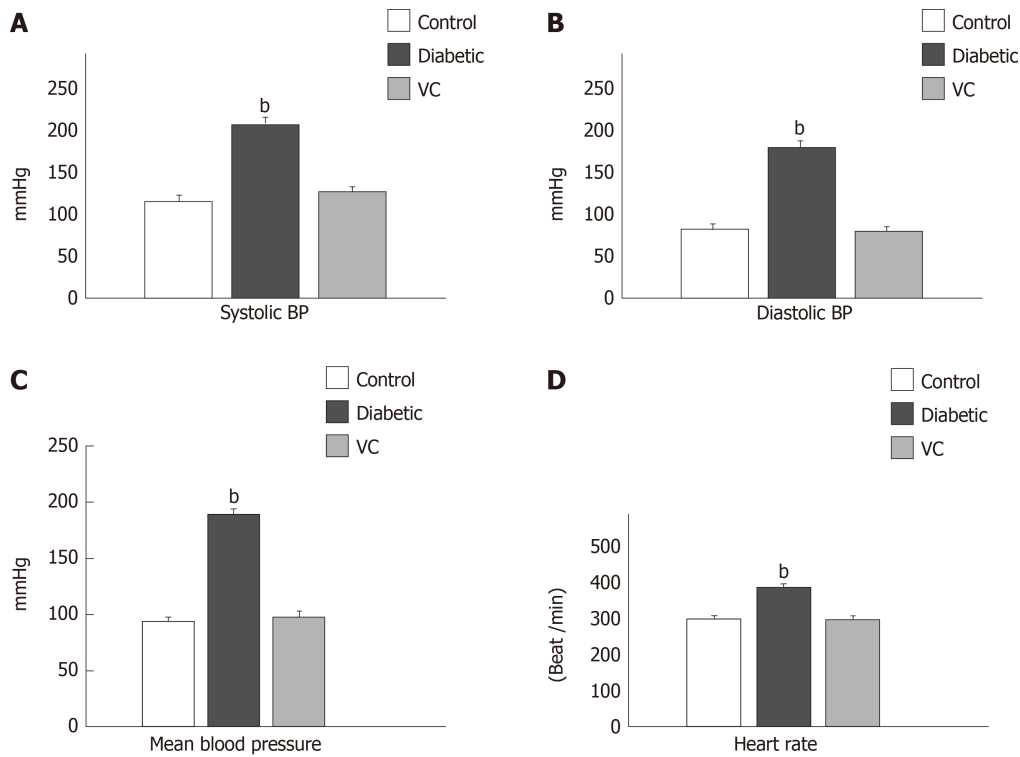 A
Control
Diabetic
VC
250
200
150
100
50
0
mmHg
b
Systolic BP
B
Control
Diabetic
VC
250
200
150
100
50
0
mmHg
b
Diastolic BP
C
Control
Diabetic
VC
250
200
150
100
50
0
mmHg
b
Mean blood pressure
D
Control
Diabetic
VC
500
400
300
200
100
0
(Beat /min)
b
Heart rate